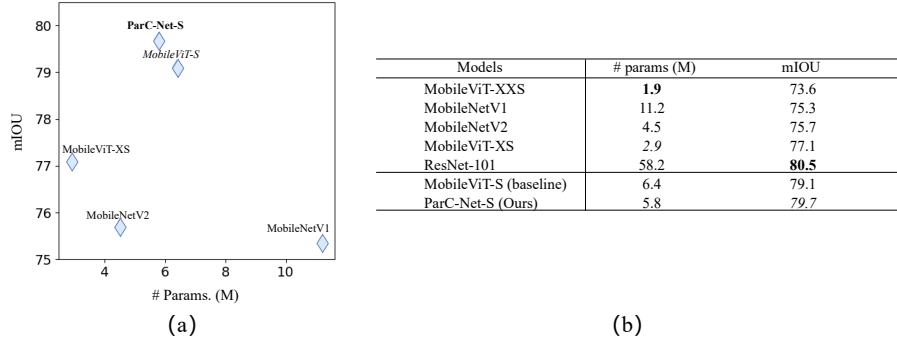 80
79
78
77
76
75
mIOU
ParC-Net-S
MobileViT-S
MobileViT-XS
MobileNetV2
MobileNetV1
4 6 8 10
# Params. (M)
(a)
Models # params (M) mIOU
MobileViT-XXS 1.9 73.6
MobileNetV1 11.2 75.3
MobileNetV2 4.5 75.7
MobileViT-XS 2.9 77.1
ResNet-101 58.2 80.5
MobileViT-S (baseline) 6.4 79.1
ParC-Net-S (Ours) 5.8 79.7
(b)